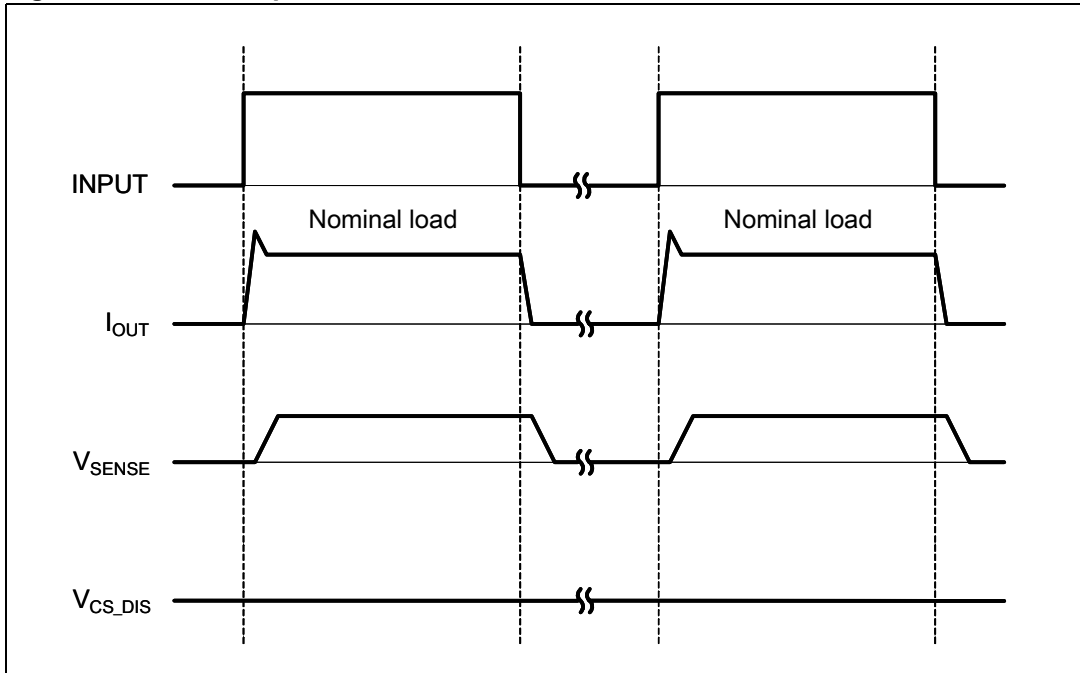 INPUT
Nominal load Nominal load
I_OUT
V_SENSE
V_CS_DIS